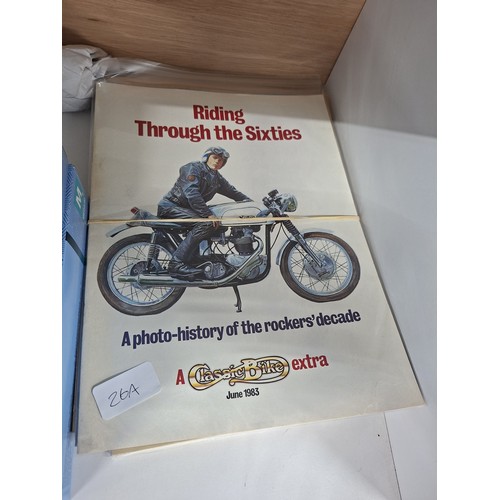 Riding
Through the Sixties
A photo-history of the rockers' decade
A Classic Bike extra
June 1983
26A